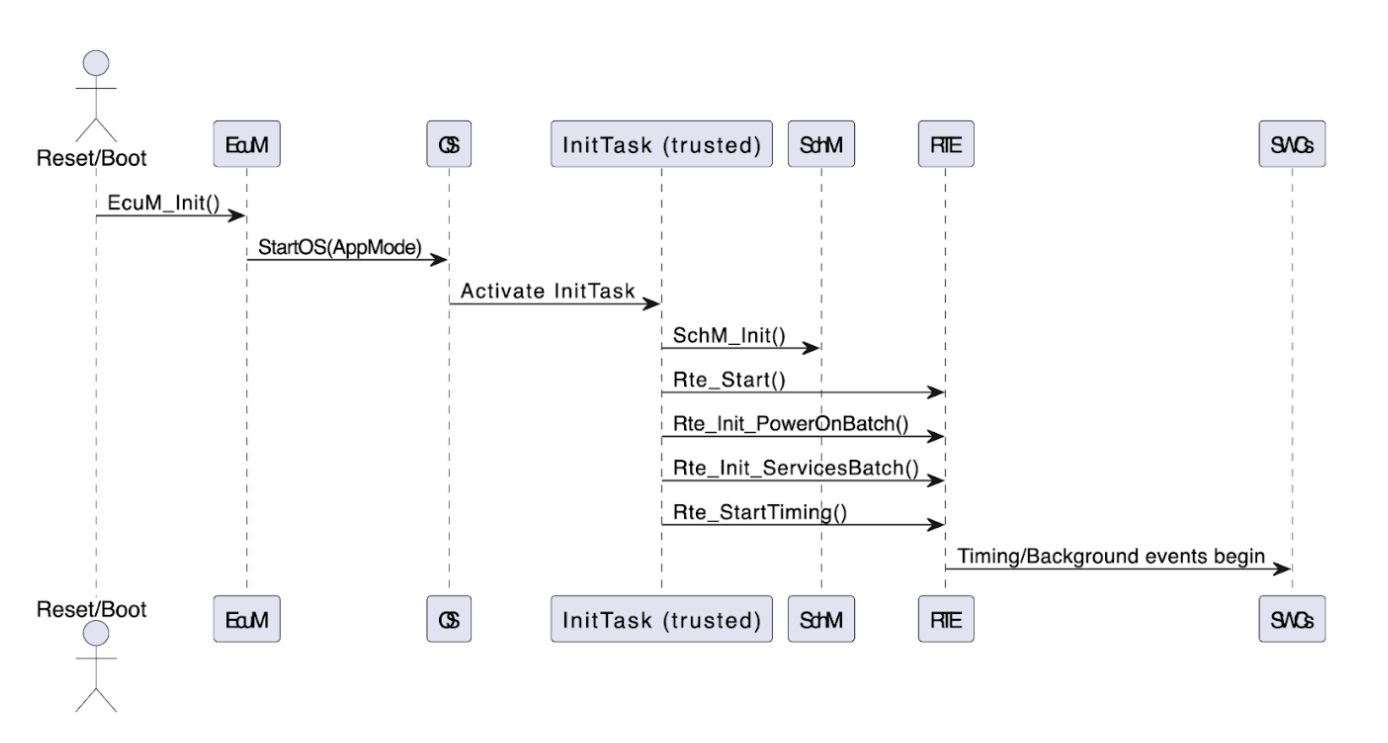 Reset/Boot
EcuM
OS
InitTask (trusted)
SchM
RTE
SWCs
EcuM_Init()
StartOS(AppMode)
Activate InitTask
SchM_Init()
Rte_Start()
Rte_Init_PowerOnBatch()
Rte_Init_ServicesBatch()
Rte_StartTiming()
Timing/Background events begin
Reset/Boot
EcuM
OS
InitTask (trusted)
SchM
RTE
SWCs